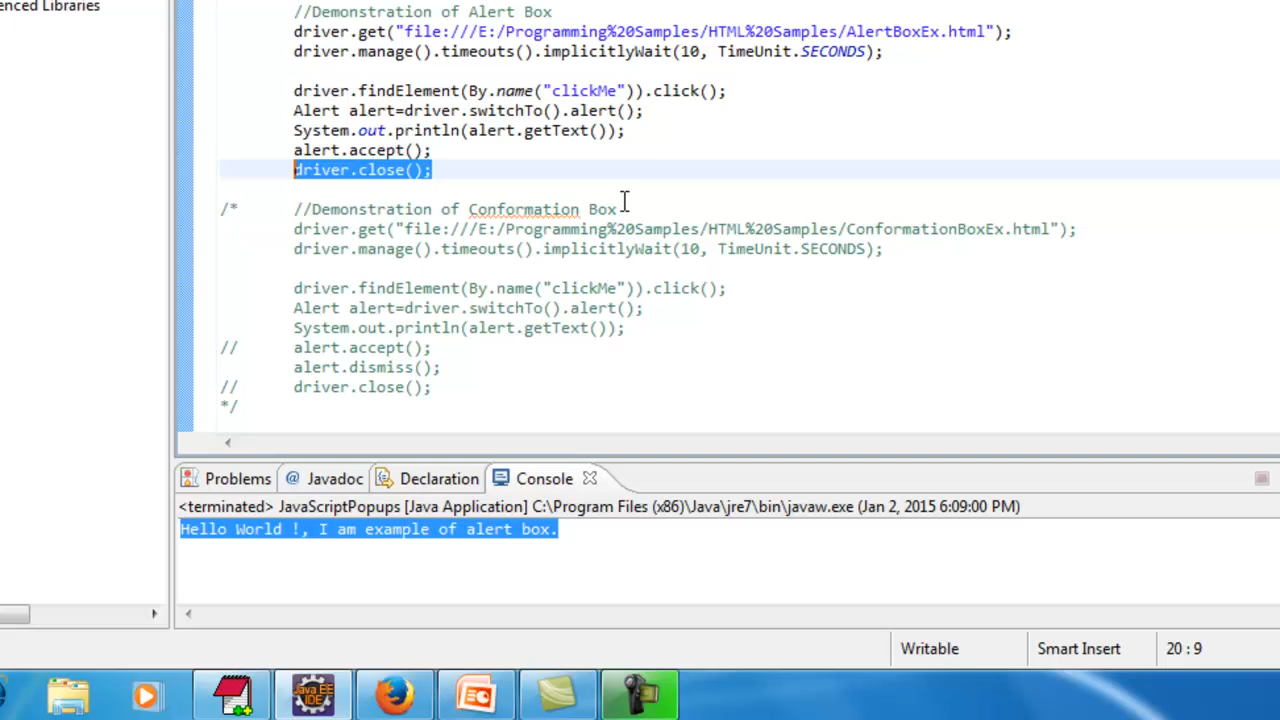 enced Libraries
//Demonstration of Alert Box
driver.get("file:///E:/Programming%20Samples/HTML%20Samples/AlertBoxEx.html");
driver.manage().timeouts().implicitlyWait(10, TimeUnit.SECONDS);
driver.findElement(By.name("clickMe")).click();
Alert alert=driver.switchTo().alert();
System.out.println(alert.getText());
alert.accept();
driver.close();
/* //Demonstration of Conformation Box
driver.get("file:///E:/Programming%20Samples/HTML%20Samples/ConformationBoxEx.html");
driver.manage().timeouts().implicitlyWait(10, TimeUnit.SECONDS);
driver.findElement(By.name("clickMe")).click();
Alert alert=driver.switchTo().alert();
System.out.println(alert.getText());
// alert.accept();
alert.dismiss();
// driver.close();
*/
Problems @ Javadoc Declaration Console
<terminated> JavaScriptPopups [Java Application] C:\Program Files (x86)\Java\jre7\bin\javaw.exe (Jan 2, 2015 6:09:00 PM)
Hello World !, I am example of alert box.
Writable Smart Insert 20 : 9
Java EE
IDE